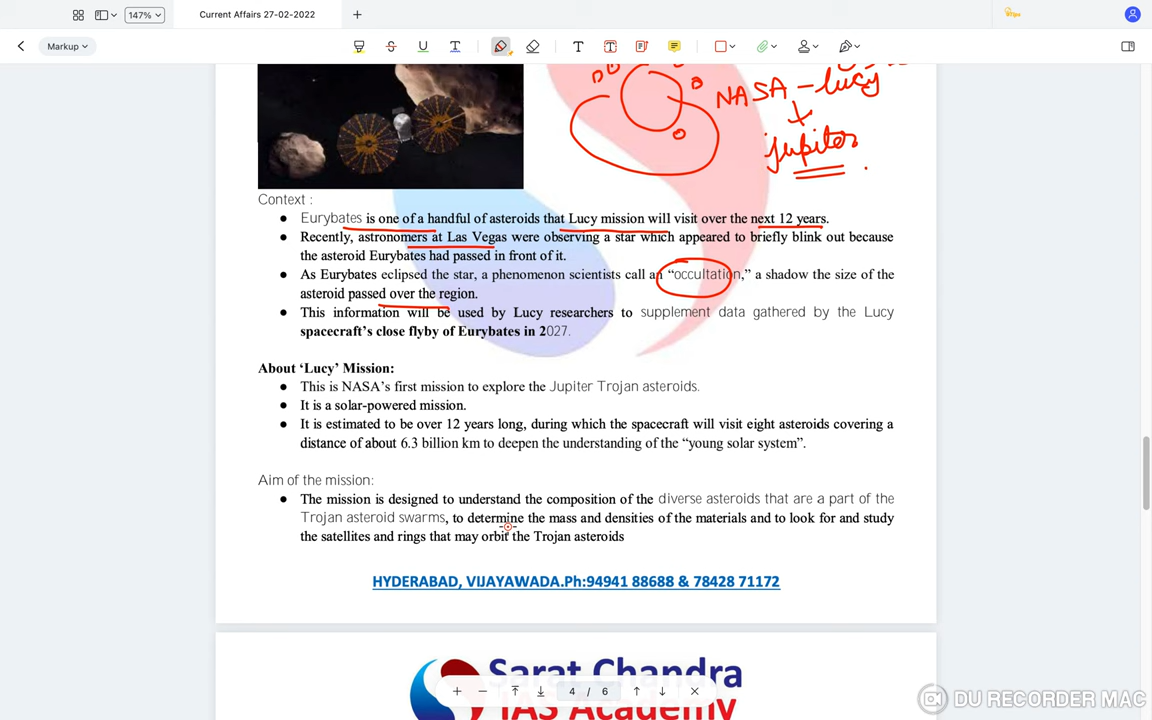 147%
Current Affairs 27-02-2022
Markup
NASA - lucy
Jupiter
Context :
Eurybates is one of a handful of asteroids that Lucy mission will visit over the next 12 years.
Recently, astronomers at Las Vegas were observing a star which appeared to briefly blink out because
the asteroid Eurybates had passed in front of it.
As Eurybates eclipsed the star, a phenomenon scientists call an “occultation,” a shadow the size of the
asteroid passed over the region.
This information will be used by Lucy researchers to supplement data gathered by the Lucy
spacecraft’s close flyby of Eurybates in 2027.
About ‘Lucy’ Mission:
This is NASA’s first mission to explore the Jupiter Trojan asteroids.
It is a solar-powered mission.
It is estimated to be over 12 years long, during which the spacecraft will visit eight asteroids covering a
distance of about 6.3 billion km to deepen the understanding of the “young solar system”.
Aim of the mission:
The mission is designed to understand the composition of the diverse asteroids that are a part of the
Trojan asteroid swarms, to determine the mass and densities of the materials and to look for and study
the satellites and rings that may orbit the Trojan asteroids
HYDERABAD, VIJAYAWADA.Ph:94941 88688 & 78428 71172
Sarat Chandra
IAS Academy
4 / 6
DU RECORDER MAC